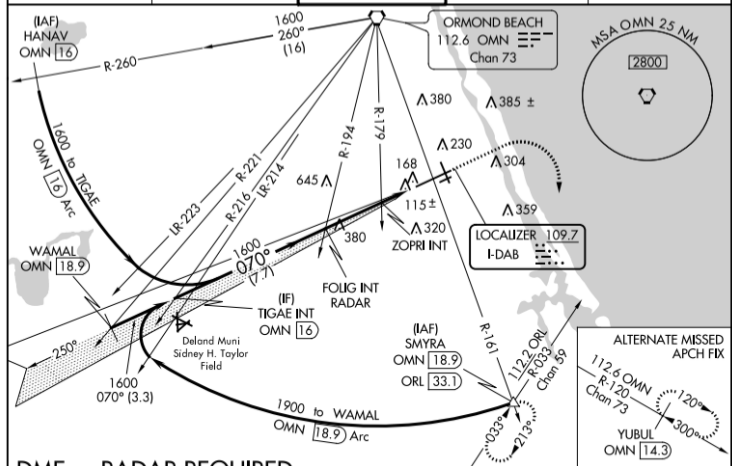 (IAF)
HANAV
OMN 16
1600
260°
(16)
R-260
ORMOND BEACH
112.6 OMN
Chan 73
MSA OMN 25 NM
2800
380
385 ±
230
304
168
645
115±
359
320
380
1600 to TIGAE
OMN 16 Arc
LR-223
R-221
R-216
LR-214
R-194
R-179
R-161
ZOPRI INT
LOCALIZER 109.7
I-DAB
WAMAL
OMN 18.9
1600
070°
(7.7)
FOLIG INT
RADAR
(IF)
TIGAE INT
OMN 16
250°
1600
070° (3.3)
Deland Muni
Sidney H. Taylor
Field
(IAF)
SMYRA
OMN 18.9
ORL 33.1
112.2 ORL
R-033
Chan 59
1900 to WAMAL
OMN 18.9 Arc
033°
213°
ALTERNATE MISSED
APCH FIX
112.6 OMN
R-120
Chan 73
120°
300°
YUBUL
OMN 14.3
DME or RADAR REQUIRED